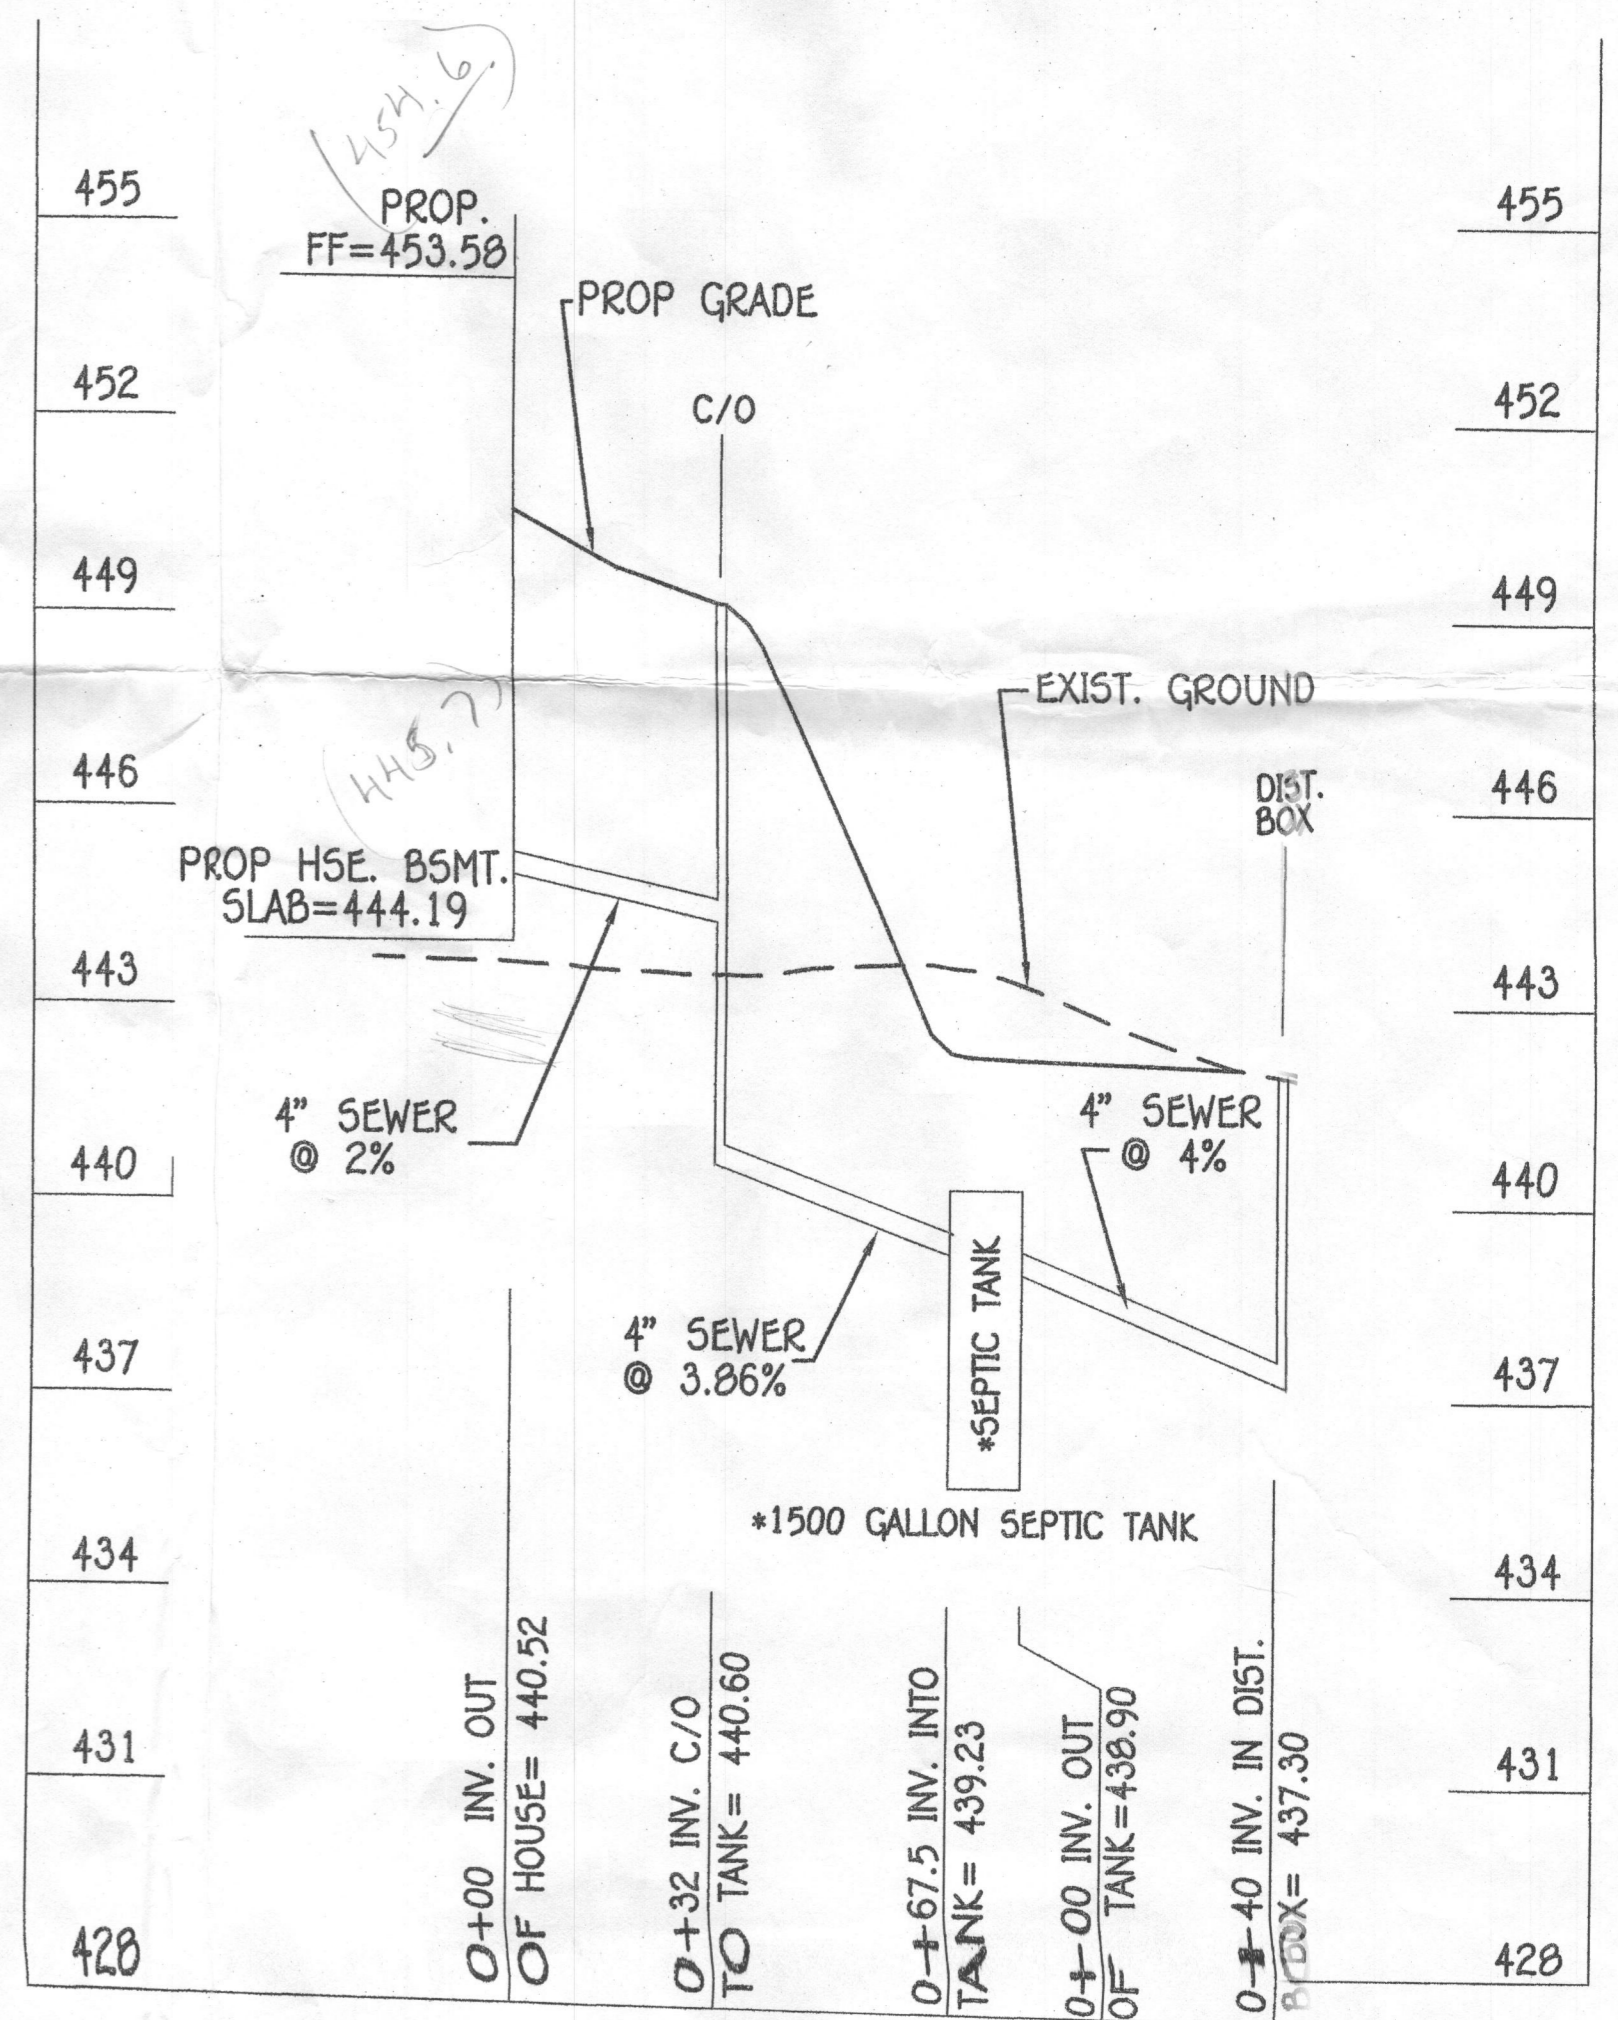 (454.6)
455
PROP.
FF=453.58
455
PROP GRADE
452
C/O
452
449
449
EXIST. GROUND
(445.7)
446
DIST.
BOX
446
PROP HSE. BSMT.
SLAB=444.19
443
443
4" SEWER
@ 2%
4" SEWER
@ 4%
440
440
*SEPTIC TANK
4" SEWER
@ 3.86%
437
437
*1500 GALLON SEPTIC TANK
434
434
431
431
0+00 INV. OUT
OF HOUSE= 440.52
0+32 INV. C/O
TO TANK= 440.60
0+67.5 INV. INTO
TANK= 439.23
0+00 INV. OUT
OF TANK=438.90
0+40 INV. IN DIST.
BOX= 437.30
428
428